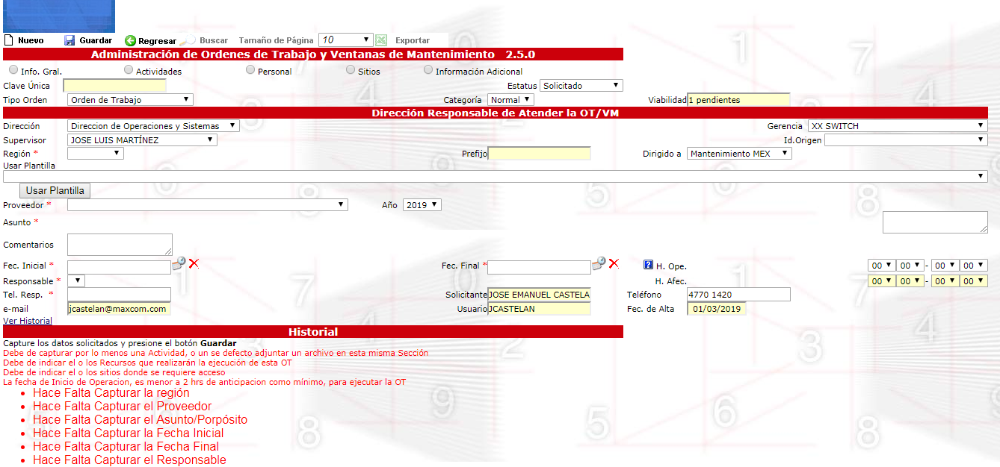 Nuevo Guardar Regresar Buscar Tamaño de Página 10 Exportar
Administración de Ordenes de Trabajo y Ventanas de Mantenimiento 2.5.0
Info. Gral. Actividades Personal Sitios Información Adicional
Clave Única Estatus Solicitado
Tipo Orden Orden de Trabajo Categoría Normal Viabilidad 1 pendientes
Dirección Responsable de Atender la OT/VM
Dirección Direccion de Operaciones y Sistemas Gerencia XX SWITCH
Supervisor JOSE LUIS MARTÍNEZ Id.Origen
Región * Prefijo Dirigido a Mantenimiento MEX
Usar Plantilla
Usar Plantilla
Proveedor * Año 2019
Asunto *
Comentarios
Fec. Inicial * Fec. Final * ? H. Ope. 00 00 - 00 00
Responsable * H. Afec. 00 00 - 00 00
Tel. Resp. * Solicitante JOSE EMANUEL CASTELA Teléfono 4770 1420
e-mail jcastelan@maxcom.com Usuario JCASTELAN Fec. de Alta 01/03/2019
Ver Historial
Historial
Capture los datos solicitados y presione el botón Guardar
Debe de capturar por lo menos una Actividad, o un se defecto adjuntar un archivo en esta misma Sección
Debe de indicar el o los Recursos que realizarán la ejecución de esta OT
Debe de indicar el o los sitios donde se requiere acceso
La fecha de Inicio de Operacion, es menor a 2 hrs de anticipacion como mínimo, para ejecutar la OT
• Hace Falta Capturar la región
• Hace Falta Capturar el Proveedor
• Hace Falta Capturar el Asunto/Porpósito
• Hace Falta Capturar la Fecha Inicial
• Hace Falta Capturar la Fecha Final
• Hace Falta Capturar el Responsable